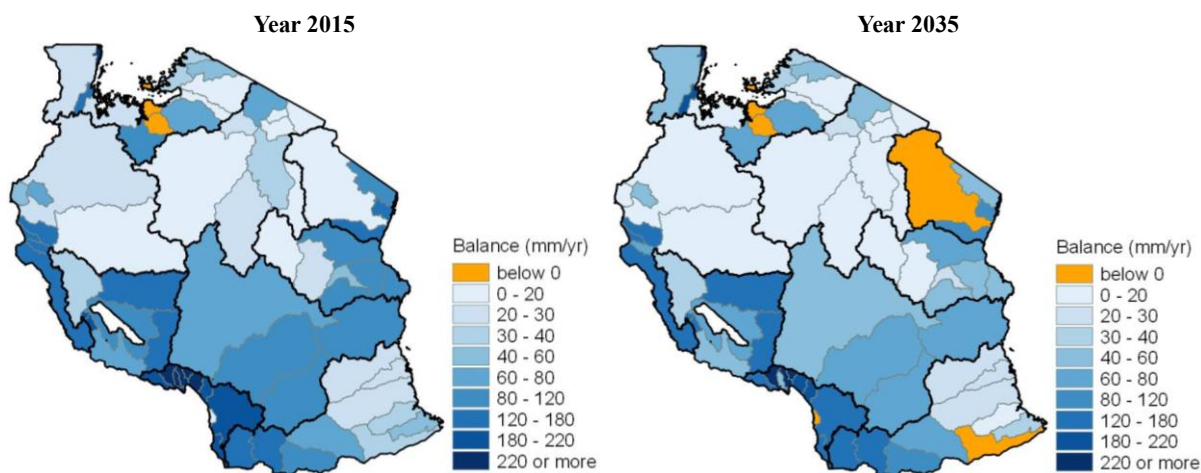 Year 2015
Year 2035
Balance (mm/yr)
below 0
0 - 20
20 - 30
30 - 40
40 - 60
60 - 80
80 - 120
120 - 180
180 - 220
220 or more
Balance (mm/yr)
below 0
0 - 20
20 - 30
30 - 40
40 - 60
60 - 80
80 - 120
120 - 180
180 - 220
220 or more